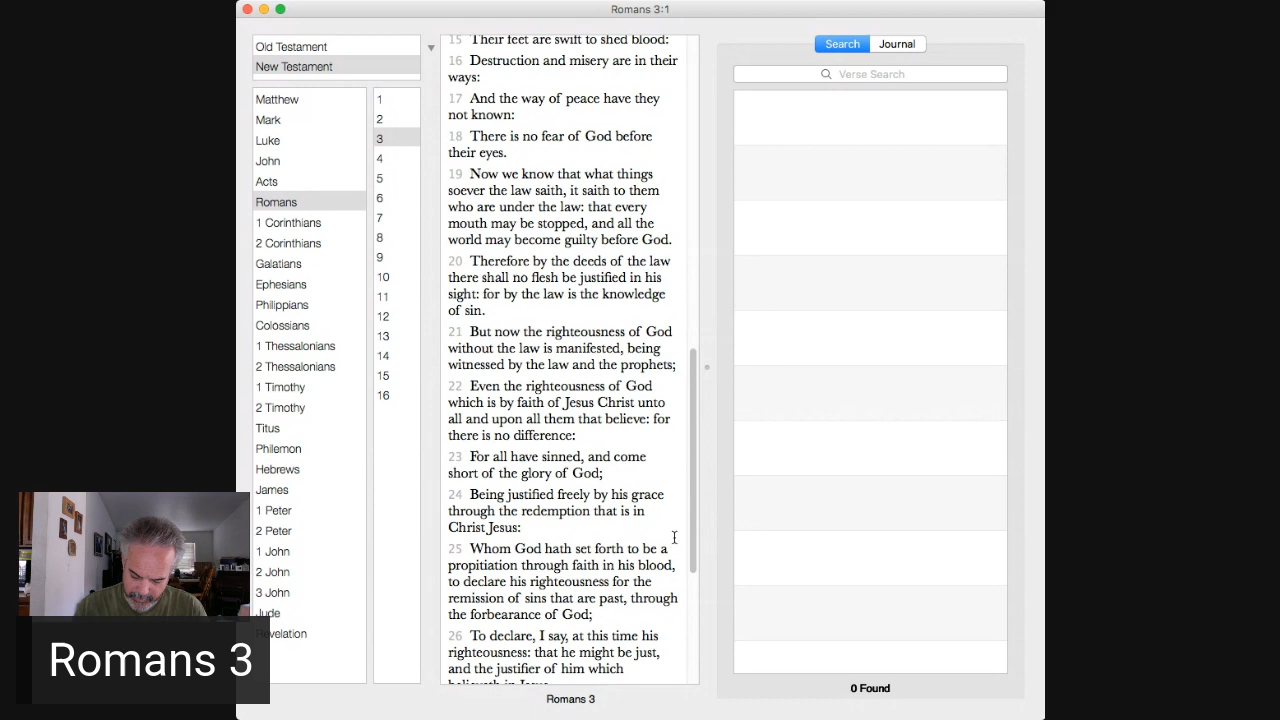 Romans 3:1
Old Testament
New Testament
Matthew
Mark
Luke
John
Acts
Romans
1 Corinthians
2 Corinthians
Galatians
Ephesians
Philippians
Colossians
1 Thessalonians
2 Thessalonians
1 Timothy
2 Timothy
Titus
Philemon
Hebrews
James
1 Peter
2 Peter
1 John
2 John
3 John
Jude
Revelation
1
2
3
4
5
6
7
8
9
10
11
12
13
14
15
16
15 Their feet are swift to shed blood:
16 Destruction and misery are in their
ways:
17 And the way of peace have they
not known:
18 There is no fear of God before
their eyes.
19 Now we know that what things
soever the law saith, it saith to them
who are under the law: that every
mouth may be stopped, and all the
world may become guilty before God.
20 Therefore by the deeds of the law
there shall no flesh be justified in his
sight: for by the law is the knowledge
of sin.
21 But now the righteousness of God
without the law is manifested, being
witnessed by the law and the prophets;
22 Even the righteousness of God
which is by faith of Jesus Christ unto
all and upon all them that believe: for
there is no difference:
23 For all have sinned, and come
short of the glory of God;
24 Being justified freely by his grace
through the redemption that is in
Christ Jesus:
25 Whom God hath set forth to be a
propitiation through faith in his blood,
to declare his righteousness for the
remission of sins that are past, through
the forbearance of God;
26 To declare, I say, at this time his
righteousness: that he might be just,
and the justifier of him which
believeth in Jesus.
Romans 3
Search
Journal
Verse Search
0 Found
Romans 3